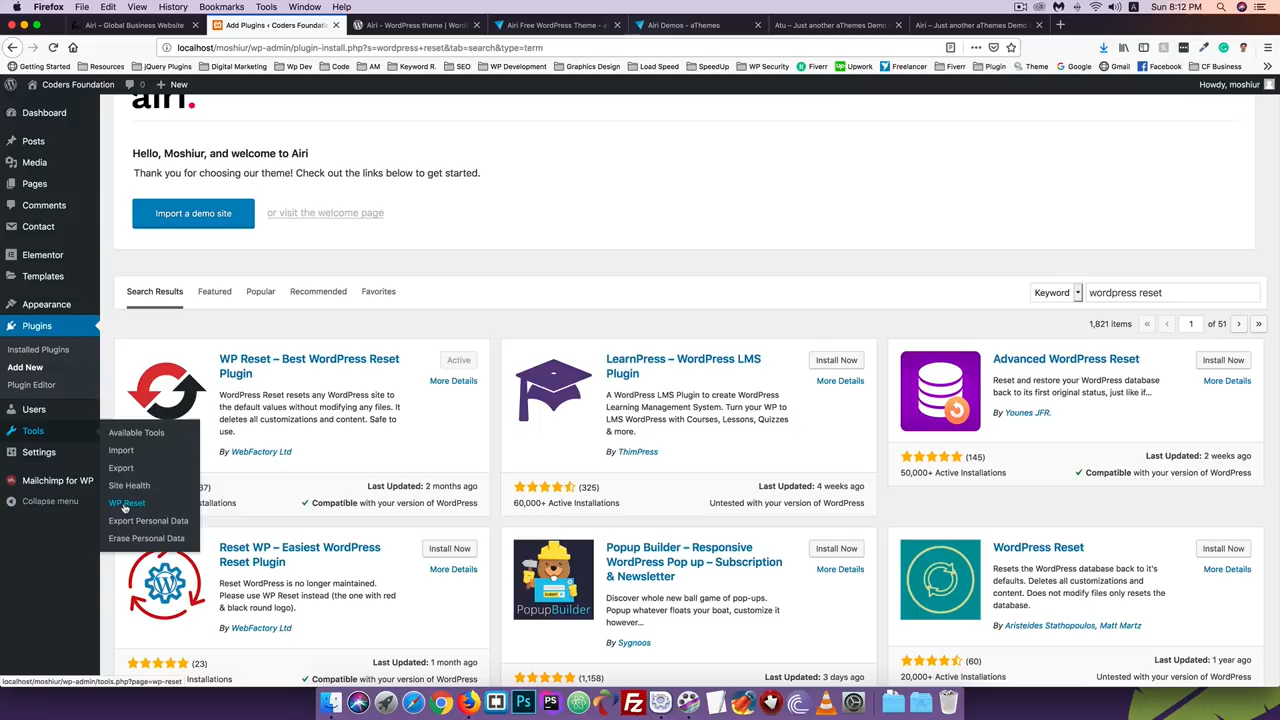 Firefox File Edit View History Bookmarks Tools Window Help Sun 8:12 PM
Airi – Global Business Website × Add Plugins ‹ Coders Foundatio × Airi - WordPress theme | Word × Airi Free WordPress Theme - a × Airi Demos - aThemes × Atu – Just another aThemes Demo × Airi – Just another aThemes Demo ×
localhost/moshiur/wp-admin/plugin-install.php?s=wordpress+reset&tab=search&type=term
Getting Started Resources jQuery Plugins Digital Marketing Wp Dev Code AM Keyword R. SEO WP Development Graphics Design Load Speed SpeedUp WP Security Fiverr Upwork Freelancer Fiverr Plugin Theme Google Gmail Facebook CF Business
Coders Foundation 0 New Howdy, moshiur
Dashboard
Posts
Media
Pages
Comments
Contact
Elementor
Templates
Appearance
Plugins
Installed Plugins
Add New
Plugin Editor
Users
Tools
Settings
Mailchimp for WP
Collapse menu
Available Tools
Import
Export
Site Health
WP Reset
Export Personal Data
Erase Personal Data
airi.
Hello, Moshiur, and welcome to Airi
Thank you for choosing our theme! Check out the links below to get started.
Import a demo site or visit the welcome page
Search Results Featured Popular Recommended Favorites Keyword wordpress reset
1,821 items « ‹ 1 of 51 › »
WP Reset – Best WordPress Reset
Plugin
Active
More Details
WordPress Reset resets any WordPress site to
the default values without modifying any files. It
deletes all customizations and content. Safe to
use.
By WebFactory Ltd
Last Updated: 2 months ago
stallations ✓ Compatible with your version of WordPress
LearnPress – WordPress LMS
Plugin
Install Now
More Details
A WordPress LMS Plugin to create WordPress
Learning Management System. Turn your WP to
LMS WordPress with Courses, Lessons, Quizzes
& more.
By ThimPress
(325) Last Updated: 4 weeks ago
60,000+ Active Installations Untested with your version of WordPress
Advanced WordPress Reset
Install Now
More Details
Reset and restore your WordPress database
back to its first original status, just like if...
By Younes JFR.
(145) Last Updated: 2 weeks ago
50,000+ Active Installations ✓ Compatible with your version of WordPress
Reset WP – Easiest WordPress
Reset Plugin
Install Now
More Details
Reset WordPress is no longer maintained.
Please use WP Reset instead (the one with red
& black round logo).
By WebFactory Ltd
(23) Last Updated: 1 month ago
Installations ✓ Compatible with your version of WordPress
PopupBuilder
Popup Builder – Responsive
WordPress Pop up – Subscription
& Newsletter
Install Now
More Details
Discover whole new ball game of pop-ups.
Popup whatever floats your boat, customize it
however...
By Sygnoos
(1,158) Last Updated: 3 days ago
WordPress Reset
Install Now
More Details
Resets the WordPress database back to it's
defaults. Deletes all customizations and
content. Does not modify files only resets the
database.
By Aristeides Stathopoulos, Matt Martz
(60) Last Updated: 1 year ago
20,000+ Active Installations Untested with your version of WordPress
localhost/moshiur/wp-admin/tools.php?page=wp-reset